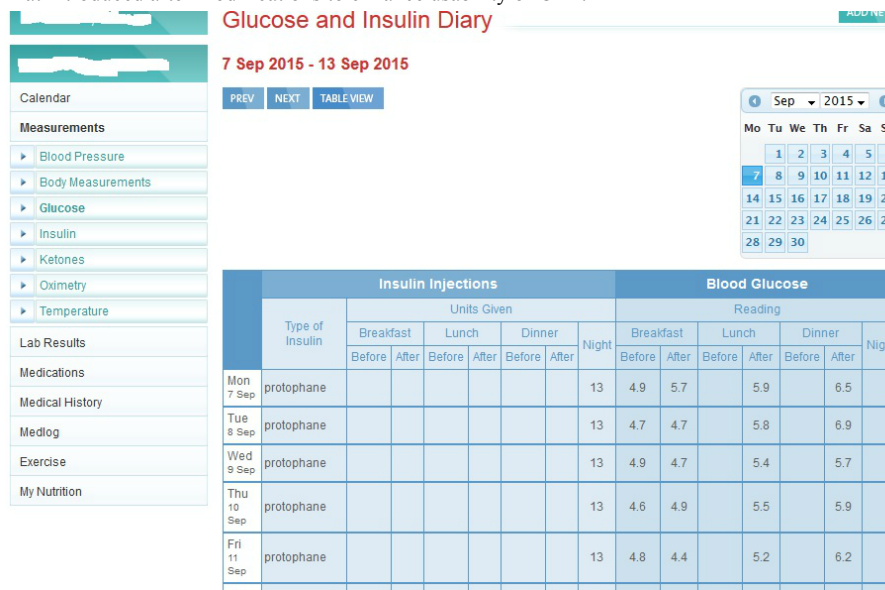 Glucose and Insulin Diary
ADD NE
7 Sep 2015 - 13 Sep 2015
PREV NEXT TABLE VIEW
Sep 2015
Mo Tu We Th Fr Sa S
1 2 3 4 5
7 8 9 10 11 12 1
14 15 16 17 18 19 2
21 22 23 24 25 26 2
28 29 30
Calendar
Measurements
Blood Pressure
Body Measurements
Glucose
Insulin
Ketones
Oximetry
Temperature
Lab Results
Medications
Medical History
Medlog
Exercise
My Nutrition
Insulin Injections Blood Glucose
Type of Insulin Units Given Reading
Breakfast Lunch Dinner Night Breakfast Lunch Dinner Nig
Before After Before After Before After Before After Before After Before After
Mon 7 Sep protophane 13 4.9 5.7 5.9 6.5
Tue 8 Sep protophane 13 4.7 4.7 5.8 6.9
Wed 9 Sep protophane 13 4.9 4.7 5.4 5.7
Thu 10 Sep protophane 13 4.6 4.9 5.5 5.9
Fri 11 Sep protophane 13 4.8 4.4 5.2 6.2